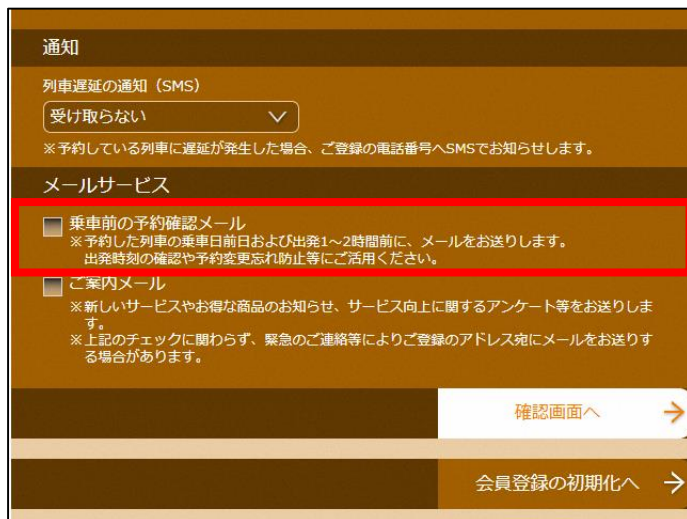 通知
列車遅延の通知（SMS）
受け取らない
※予約している列車に遅延が発生した場合、ご登録の電話番号へSMSでお知らせします。
メールサービス
乗車前の予約確認メール
※予約した列車の乗車日前日および出発1～2時間前に、メールをお送りします。
出発時刻の確認や予約変更忘れ防止等にご活用ください。
ご案内メール
※新しいサービスやお得な商品のお知らせ、サービス向上に関するアンケート等をお送りしま
す。
※上記のチェックに関わらず、緊急のご連絡等によりご登録のアドレス宛にメールをお送りす
る場合があります。
確認画面へ
会員登録の初期化へ